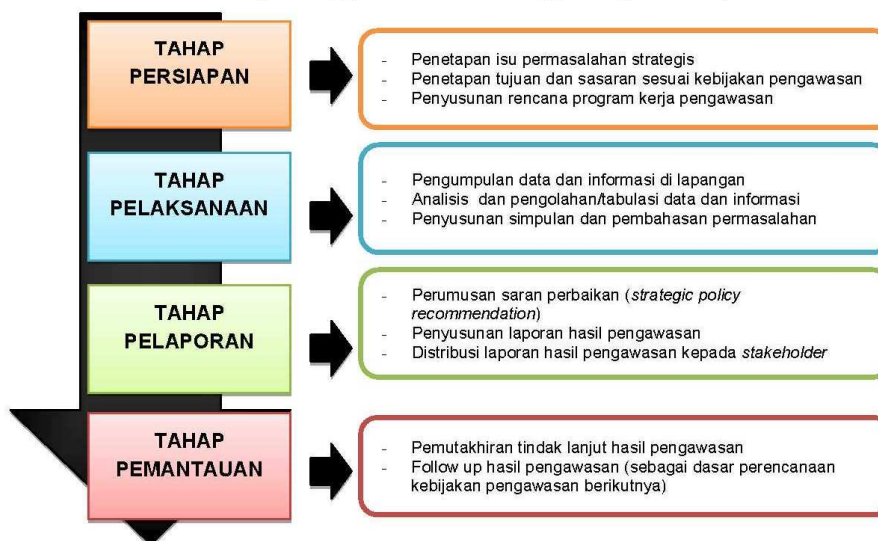 TAHAP
PERSIAPAN
- Penetapan isu permasalahan strategis
- Penetapan tujuan dan sasaran sesuai kebijakan pengawasan
- Penyusunan rencana program kerja pengawasan
TAHAP
PELAKSANAAN
- Pengumpulan data dan informasi di lapangan
- Analisis dan pengolahan/tabulasi data dan informasi
- Penyusunan simpulan dan pembahasan permasalahan
TAHAP
PELAPORAN
- Perumusan saran perbaikan (strategic policy
recommendation)
- Penyusunan laporan hasil pengawasan
- Distribusi laporan hasil pengawasan kepada stakeholder
TAHAP
PEMANTAUAN
- Pemutakhiran tindak lanjut hasil pengawasan
- Follow up hasil pengawasan (sebagai dasar perencanaan
kebijakan pengawasan berikutnya)